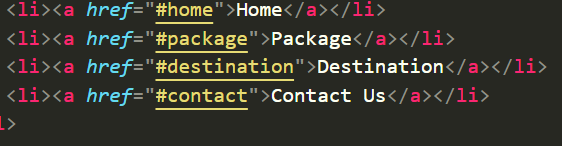 <li><a href="#home">Home</a></li>
<li><a href="#package">Package</a></li>
<li><a href="#destination">Destination</a></li>
<li><a href="#contact">Contact Us</a></li>
>